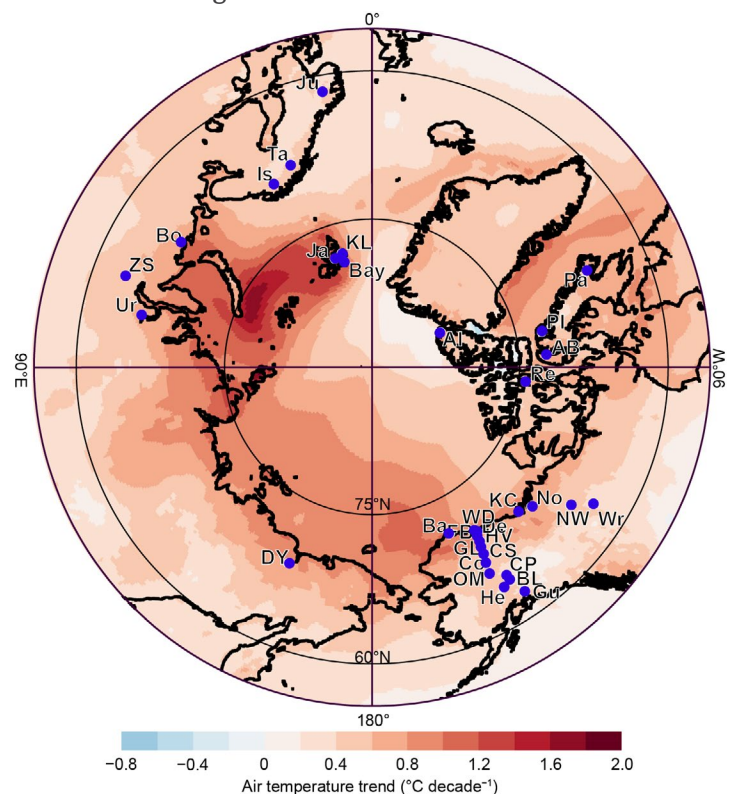 0°
Ju
Ta
Is
Bo
KL
Ja
ZS
Bay
Pa
Ur
PI
AI
AB
90°E
Re
90°W
75°N
KC
No
WD
NW
Wr
Ba
De
HV
GL
CS
Co
DY
CP
OM
BL
He
Gu
60°N
180°
−0.8
−0.4
0
0.4
0.8
1.2
1.6
2.0
Air temperature trend (°C decade⁻¹)